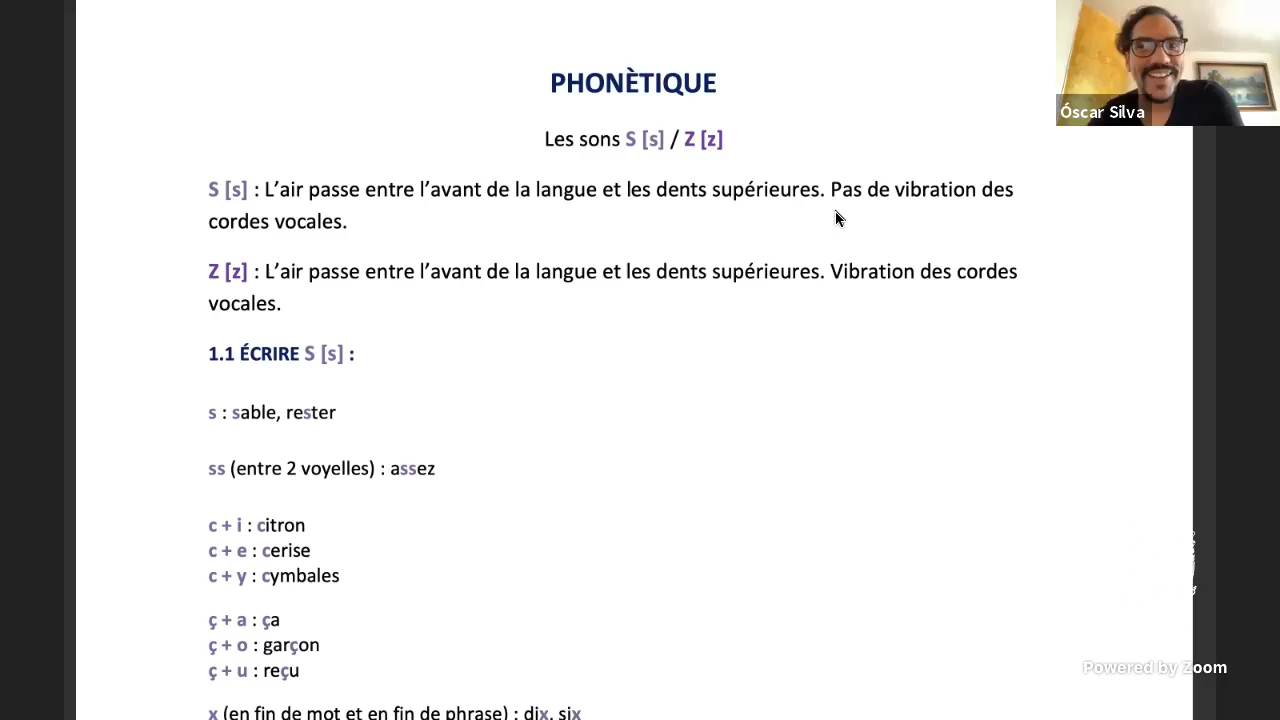 PHONÈTIQUE
Les sons S [s] / Z [z]
S [s] : L’air passe entre l’avant de la langue et les dents supérieures. Pas de vibration des
cordes vocales.
Z [z] : L’air passe entre l’avant de la langue et les dents supérieures. Vibration des cordes
vocales.
1.1 ÉCRIRE S [s] :
s : sable, rester
ss (entre 2 voyelles) : assez
c + i : citron
c + e : cerise
c + y : cymbales
ç + a : ça
ç + o : garçon
ç + u : reçu
x (en fin de mot et en fin de phrase) : dix, six
Óscar Silva
Powered by Zoom